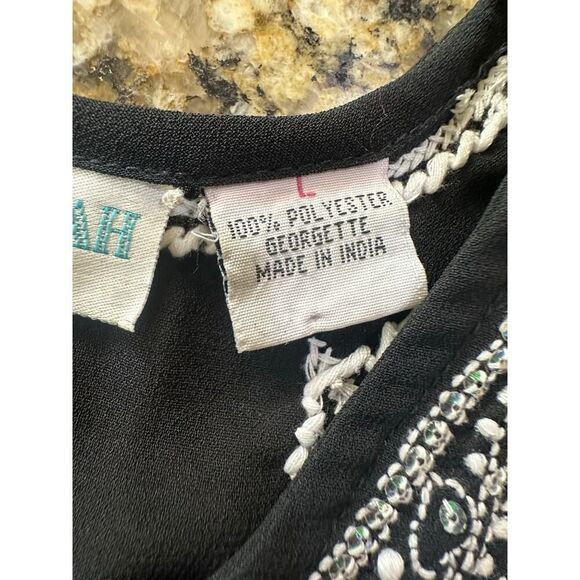 AH
L
100% POLYESTER
GEORGETTE
MADE IN INDIA